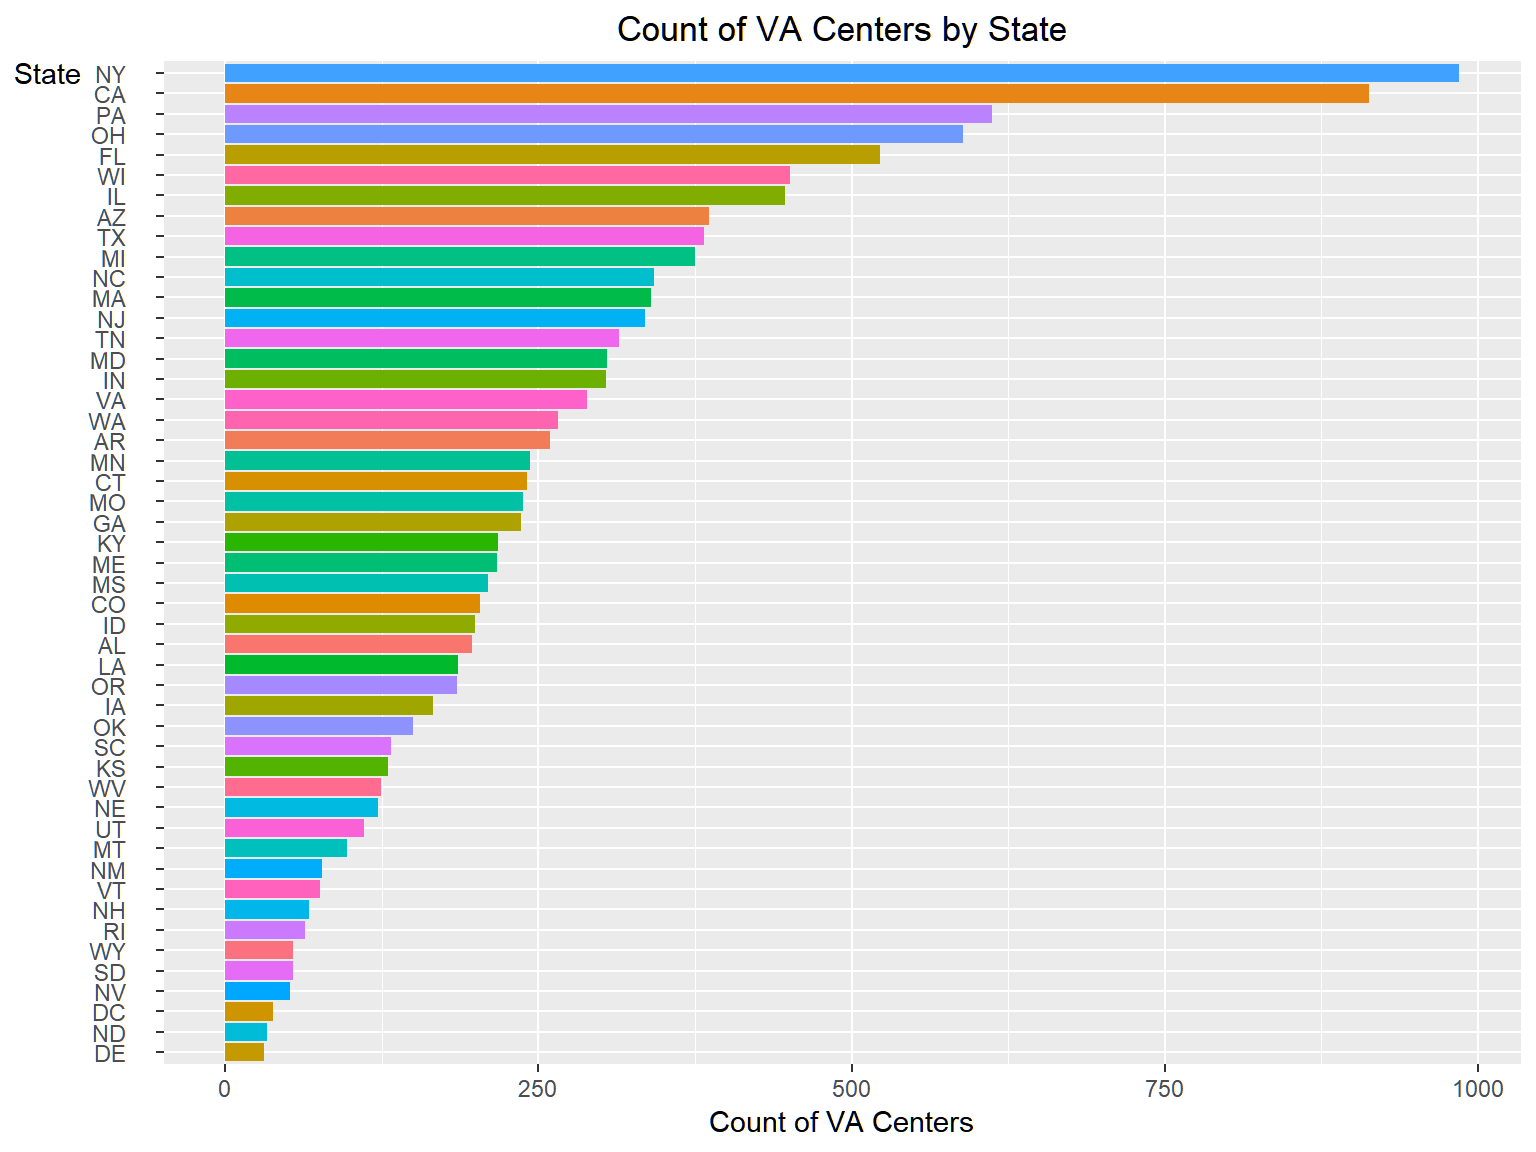 Count of VA Centers by State
State
NY
CA
PA
OH
FL
WI
IL
AZ
TX
MI
NC
MA
NJ
TN
MD
IN
VA
WA
AR
MN
CT
MO
GA
KY
ME
MS
CO
ID
AL
LA
OR
IA
OK
SC
KS
WV
NE
UT
MT
NM
VT
NH
RI
WY
SD
NV
DC
ND
DE
0 250 500 750 1000
Count of VA Centers